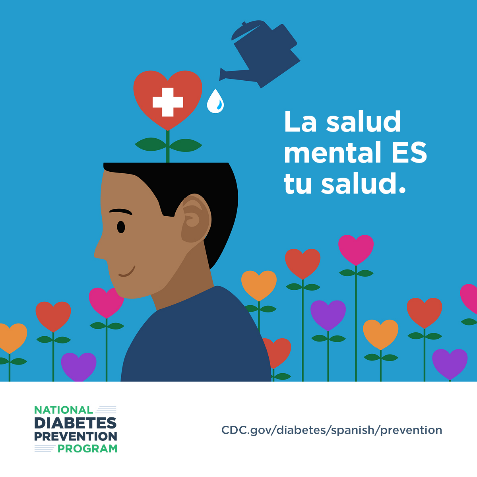 La salud
mental ES
tu salud.
NATIONAL
DIABETES
PREVENTION
PROGRAM
CDC.gov/diabetes/spanish/prevention